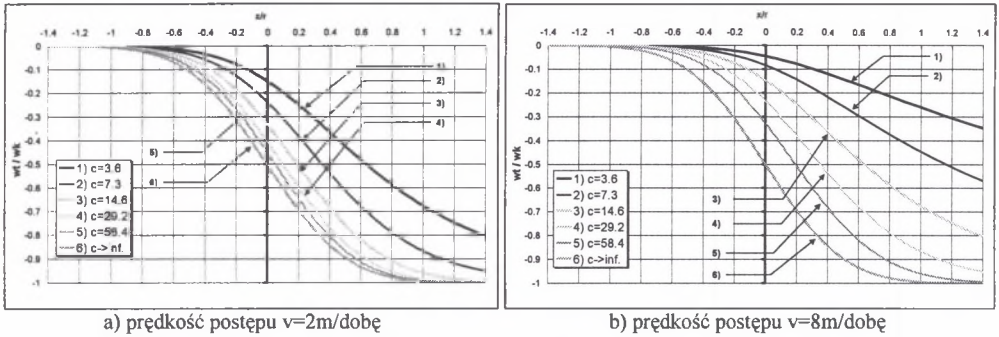 x/r
-1.4 -1.2 -1 -0.8 -0.6 -0.4 -0.2 0 0.2 0.4 0.6 0.8 1 1.2 1.4
0
-0.1
-0.2
-0.3
-0.4
-0.5
-0.6
-0.7
-0.8
-0.9
-1
wt / wk
1)
2)
3)
4)
5)
6)
1) c=3.6
2) c=7.3
3) c=14.6
4) c=29.2
5) c=58.4
6) c-> nf.
a) prędkość postępu v=2m/dobę
x/r
-1.4 -1.2 -1 -0.8 -0.6 -0.4 -0.2 0 0.2 0.4 0.6 0.8 1 1.2 1.4
0
-0.1
-0.2
-0.3
-0.4
-0.5
-0.6
-0.7
-0.8
-0.9
-1
wt / wk
1)
2)
3)
4)
5)
6)
1) c=3.6
2) c=7.3
3) c=14.6
4) c=29.2
5) c=58.4
6) c->inf.
b) prędkość postępu v=8m/dobę